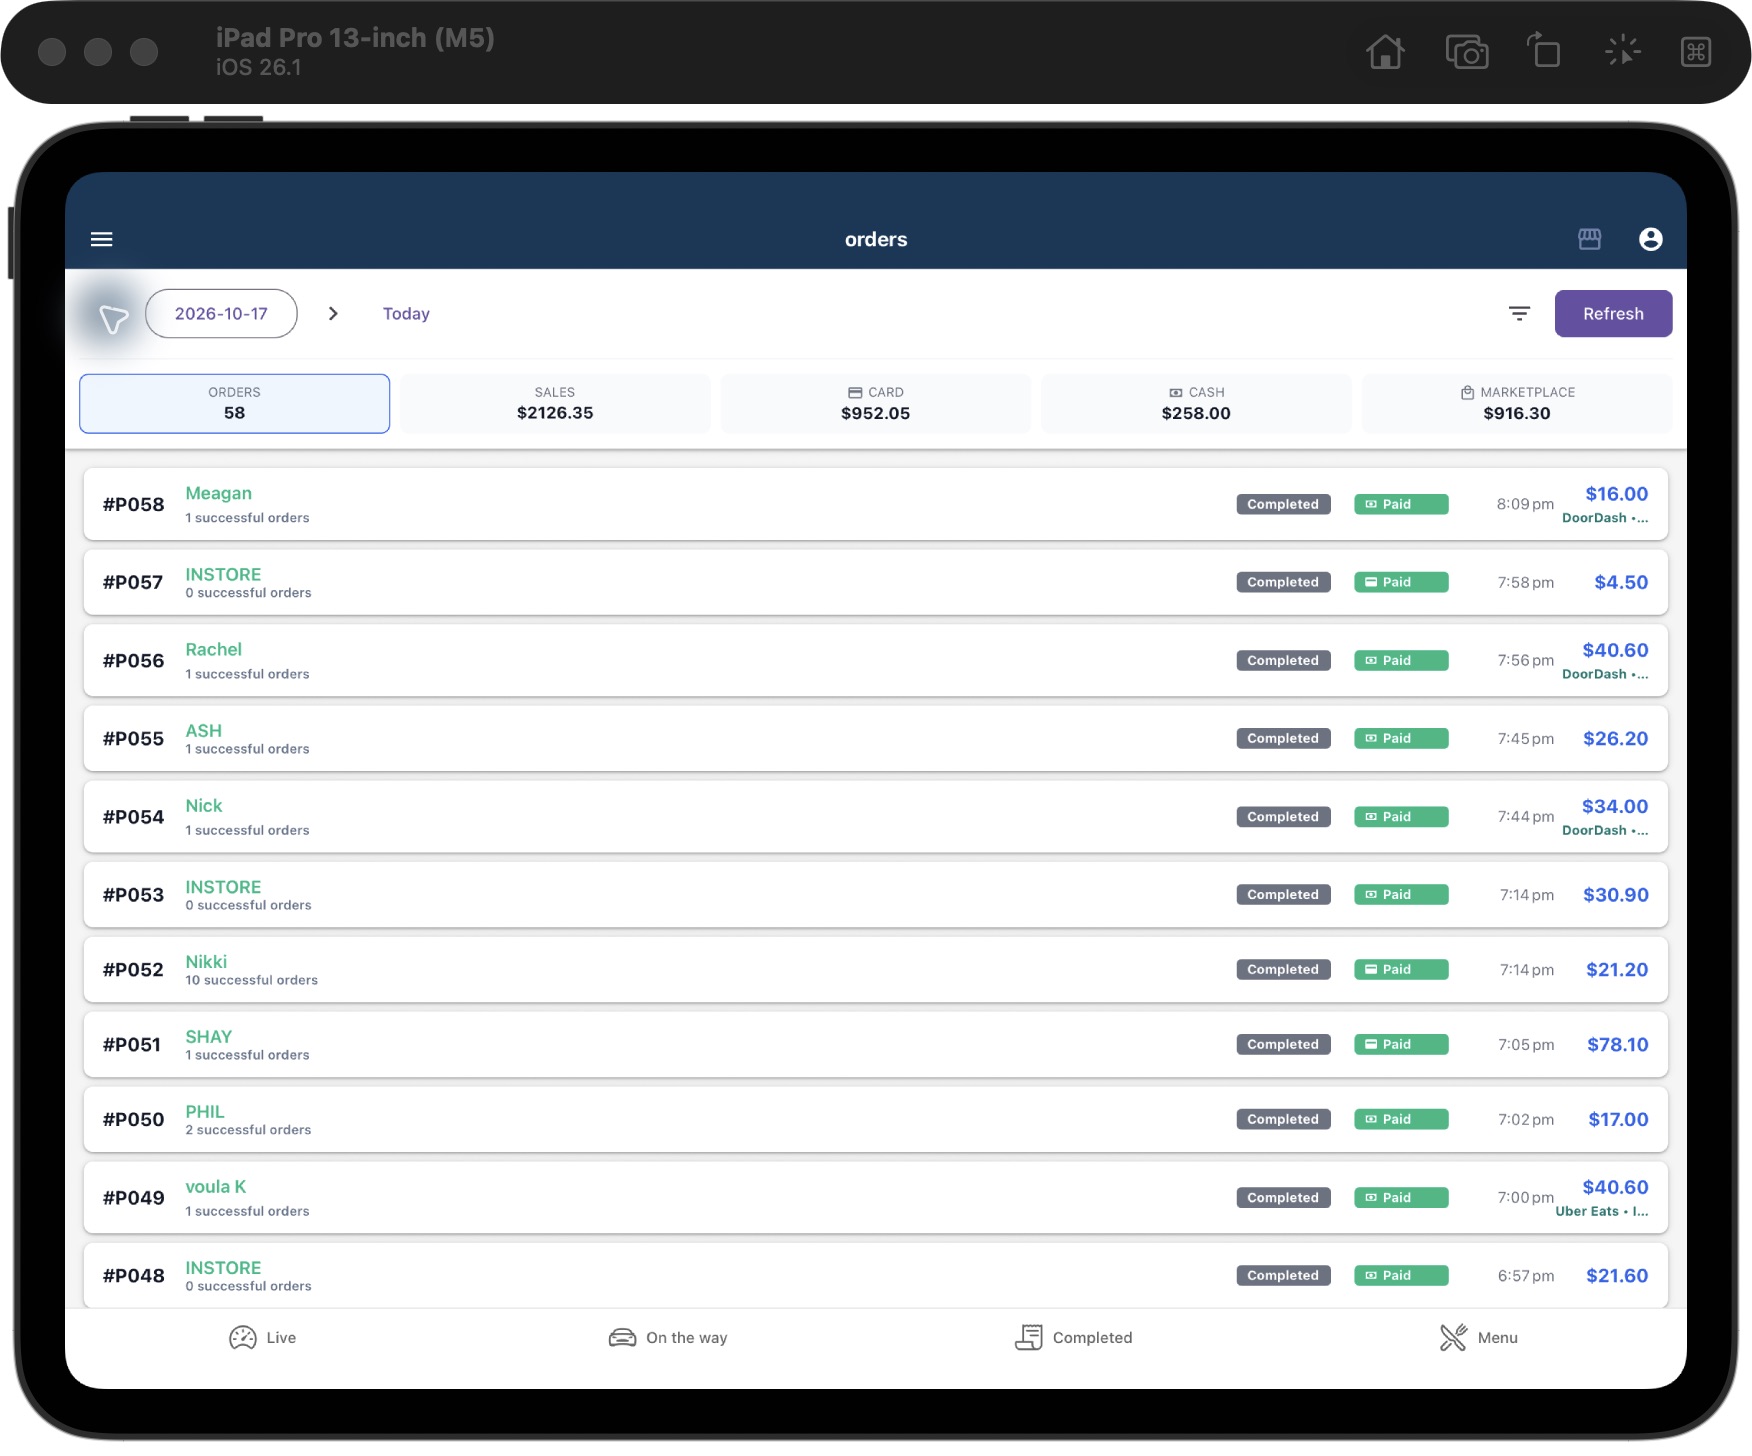 iPad Pro 13-inch (M5)
iOS 26.1
orders
2026-10-17
Today
Refresh
ORDERS
58
SALES
$2126.35
CARD
$952.05
CASH
$258.00
MARKETPLACE
$916.30
#P058 Meagan Completed Paid 8:09 pm $16.00
1 successful orders DoorDash •...
#P057 INSTORE Completed Paid 7:58 pm $4.50
0 successful orders
#P056 Rachel Completed Paid 7:56 pm $40.60
1 successful orders DoorDash •...
#P055 ASH Completed Paid 7:45 pm $26.20
1 successful orders
#P054 Nick Completed Paid 7:44 pm $34.00
1 successful orders DoorDash •...
#P053 INSTORE Completed Paid 7:14 pm $30.90
0 successful orders
#P052 Nikki Completed Paid 7:14 pm $21.20
10 successful orders
#P051 SHAY Completed Paid 7:05 pm $78.10
1 successful orders
#P050 PHIL Completed Paid 7:02 pm $17.00
2 successful orders
#P049 voula K Completed Paid 7:00 pm $40.60
1 successful orders Uber Eats • I...
#P048 INSTORE Completed Paid 6:57 pm $21.60
0 successful orders
Live
On the way
Completed
Menu